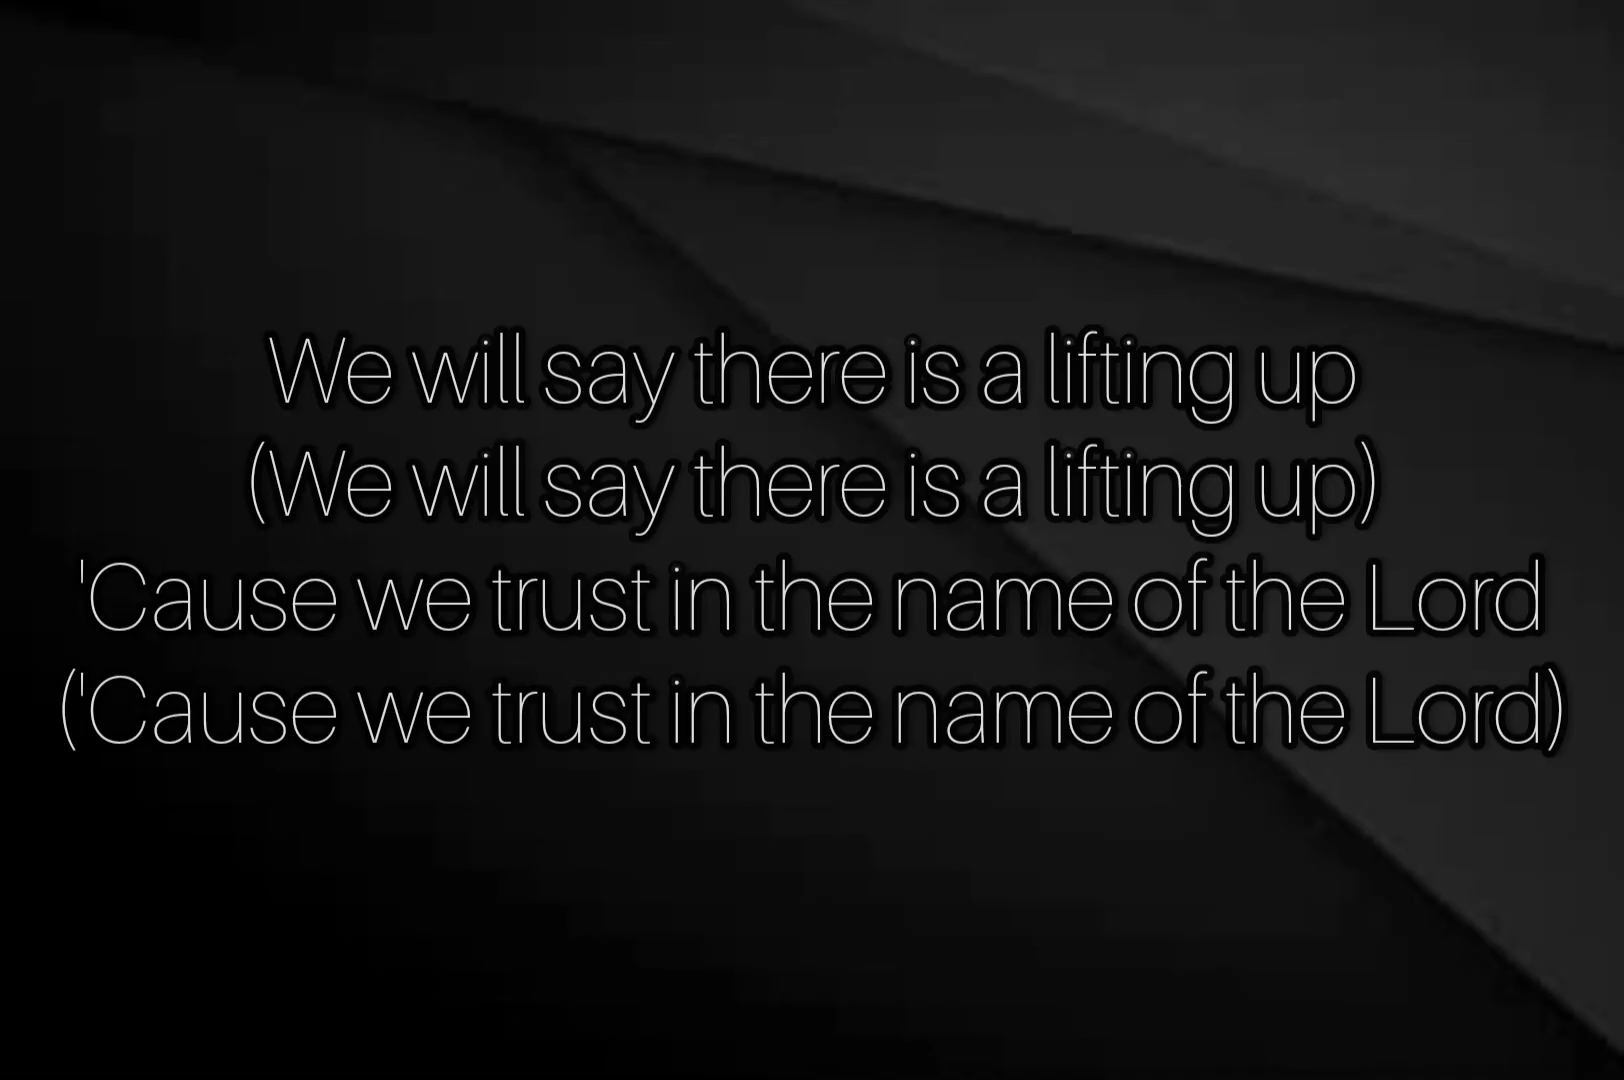 We will say there is a lifting up
(We will say there is a lifting up)
'Cause we trust in the name of the Lord
('Cause we trust in the name of the Lord)